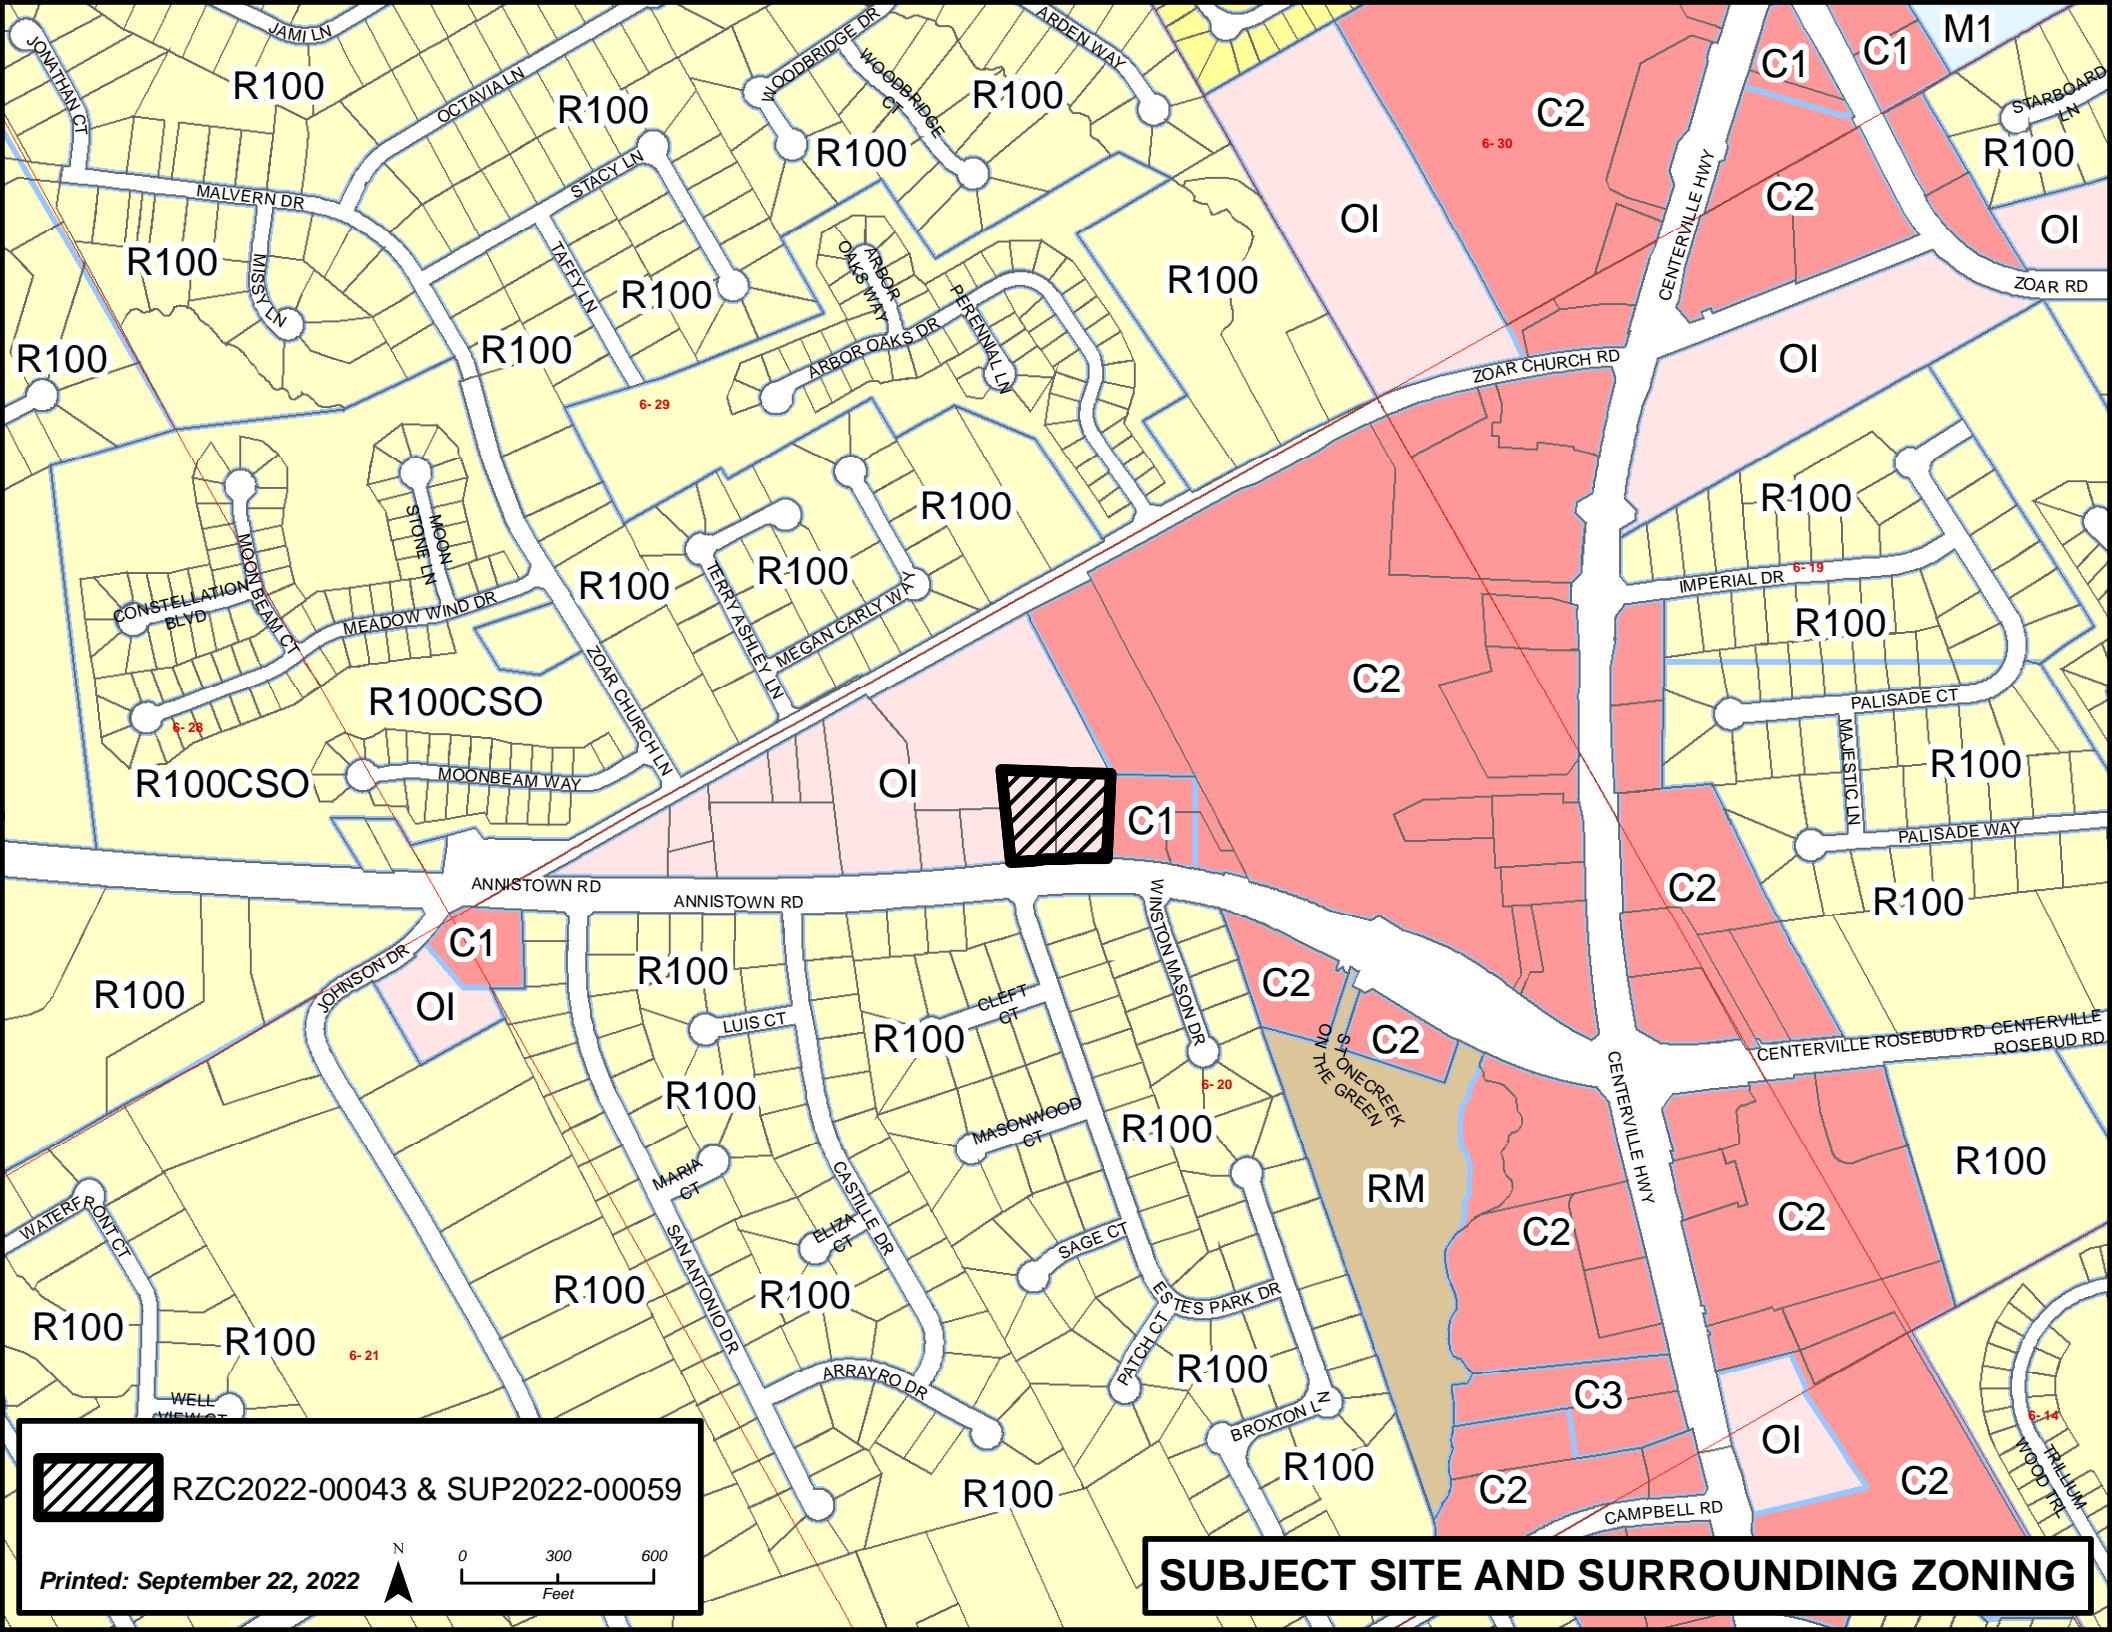 JAMI LN
WOODBRIDGE DR
ARDEN WAY
M1
C1
C1
JONATHAN CT
R100
OCTAVIA LN
R100
WOODBRIDGE
CT
R100
C2
STARBOARD
LN
6- 30
R100
R100
STACY LN
CENTERVILLE HWY
MALVERN DR
C2
OI
OI
R100
MISSY LN
TAFFY LN
R100
ARBOR
OAKS WAY
PERENNIAL LN
R100
ZOAR RD
R100
R100
ARBOR OAKS DR
ZOAR CHURCH RD
OI
6- 29
R100
R100
MOON
STONE LN
MOON BEAM CT
R100
R100
TERRY ASHLEY LN
MEGAN CARLY WAY
IMPERIAL DR
6- 19
CONSTELLATION
BLVD
MEADOW WIND DR
R100
ZOAR CHURCH LN
C2
R100CSO
PALISADE CT
6- 28
MAJESTIC LN
R100
R100CSO
MOONBEAM WAY
OI
C1
PALISADE WAY
ANNISTOWN RD
ANNISTOWN RD
WINSTON MASON DR
C2
R100
C1
JOHNSON DR
R100
C2
R100
OI
CLEFT
CT
LUIS CT
R100
C2
STONECREEK
ON THE GREEN
CENTERVILLE ROSEBUD RD
CENTERVILLE
ROSEBUD RD
6- 20
R100
MASONWOOD
CT
R100
CENTERVILLE HWY
R100
MARIA
CT
CASTILLE DR
RM
WATERFRONT CT
ELIZA
CT
SAGE CT
C2
C2
SAN ANTONIO DR
R100
R100
ESTES PARK DR
R100
R100
6- 21
PATCH CT
R100
ARRAYRO DR
C3
WELL
VIEW CT
BROXTON LN
6- 14
R100
OI
TRILLIUM
WOOD TRL
R100
C2
C2
CAMPBELL RD
RZC2022-00043 & SUP2022-00059
N
0 300 600
Feet
Printed: September 22, 2022
SUBJECT SITE AND SURROUNDING ZONING